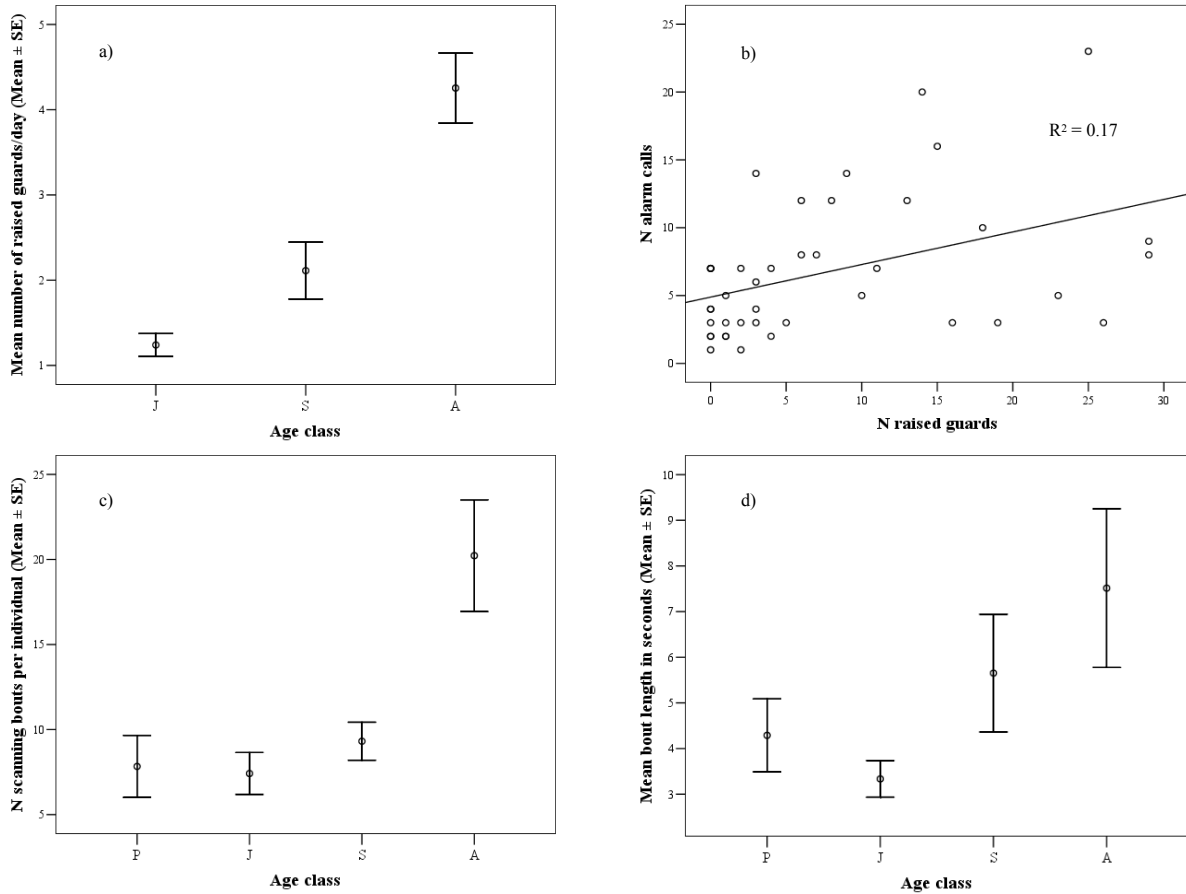 a)
Mean number of raised guards/day (Mean ± SE)
5
4
3
2
1
J S A
Age class
b)
N alarm calls
25
20
15
10
5
0
R² = 0.17
0 5 10 15 20 25 30
N raised guards
c)
N scanning bouts per individual (Mean ± SE)
25
20
15
10
5
P J S A
Age class
d)
Mean bout length in seconds (Mean ± SE)
10
9
8
7
6
5
4
3
P J S A
Age class